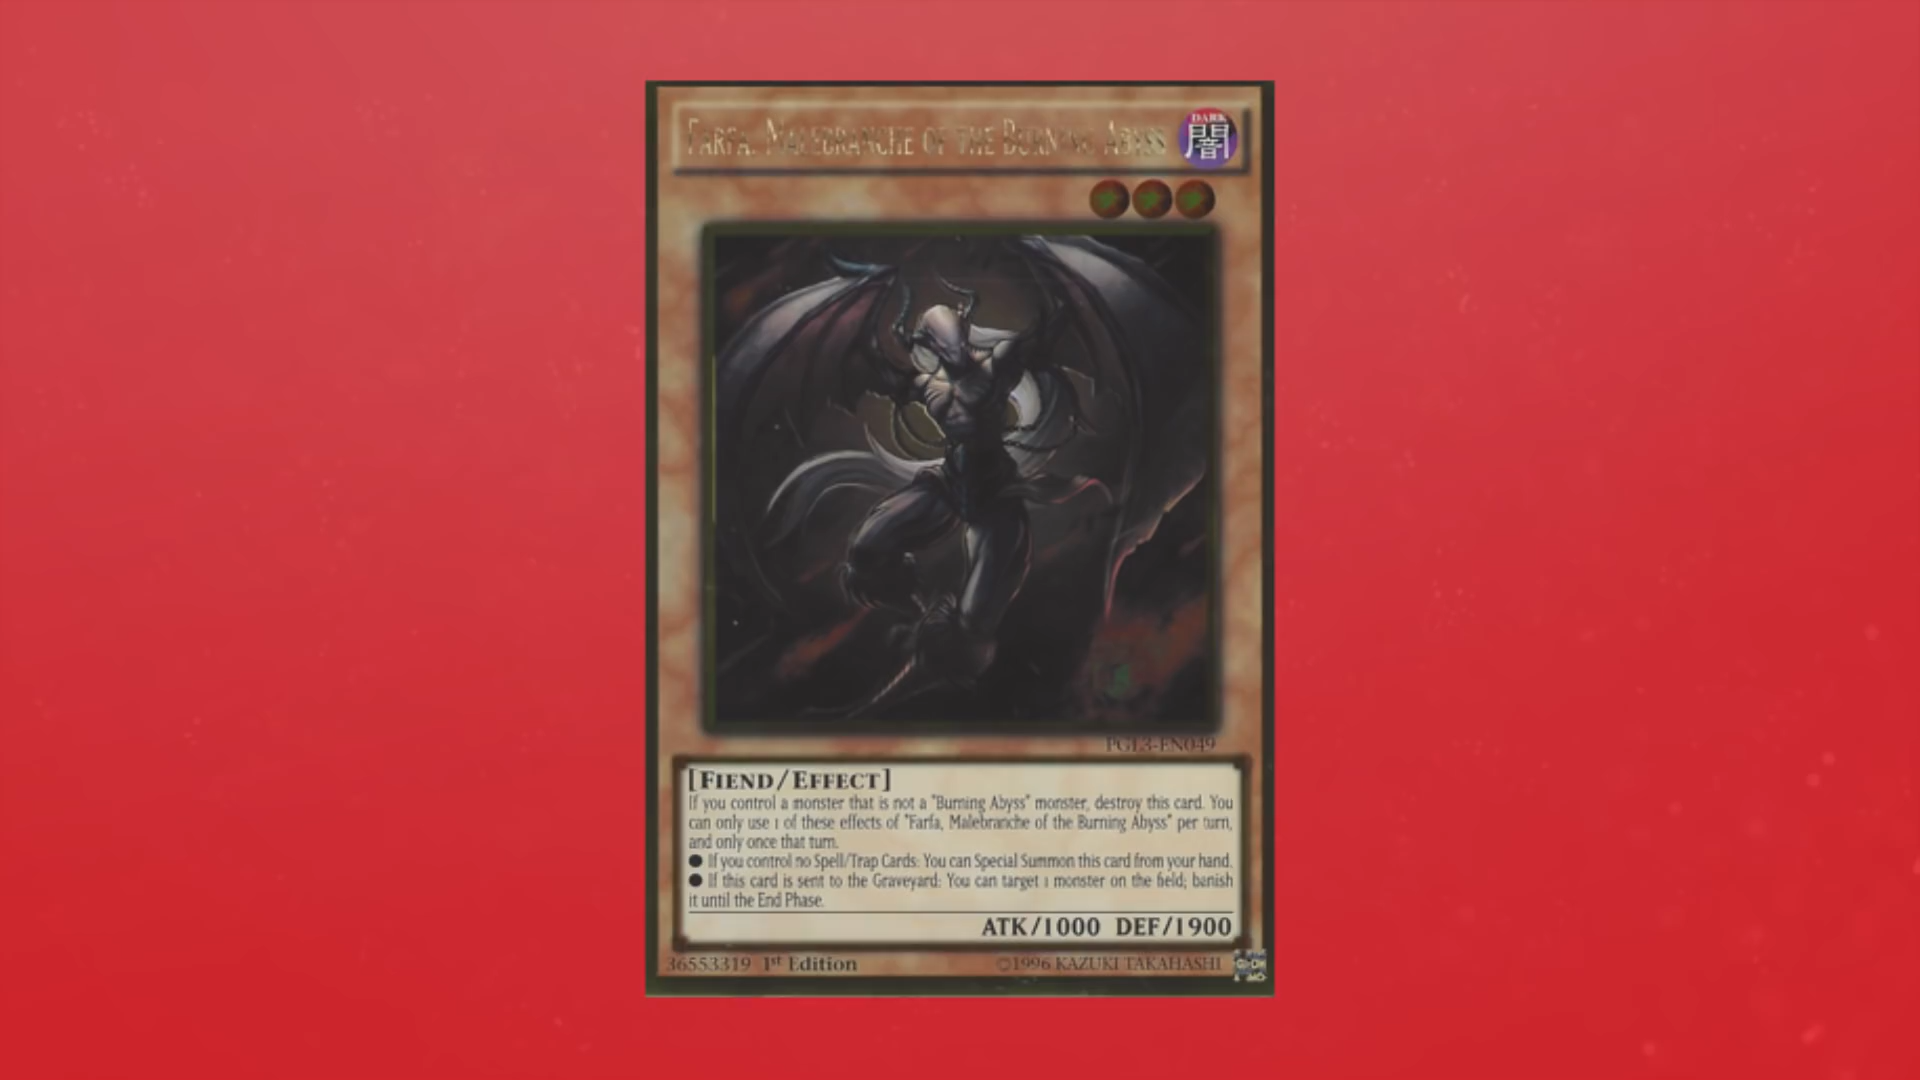 Farfa, Malebranche of the Burning Abyss
DARK
闇
PGL3-EN049
[Fiend/Effect]
If you control a monster that is not a "Burning Abyss" monster, destroy this card. You
can only use 1 of these effects of "Farfa, Malebranche of the Burning Abyss" per turn,
and only once that turn.
● If you control no Spell/Trap Cards: You can Special Summon this card from your hand.
● If this card is sent to the Graveyard: You can target 1 monster on the field; banish
it until the End Phase.
ATK/1000 DEF/1900
36553319 1st Edition
©1996 KAZUKI TAKAHASHI